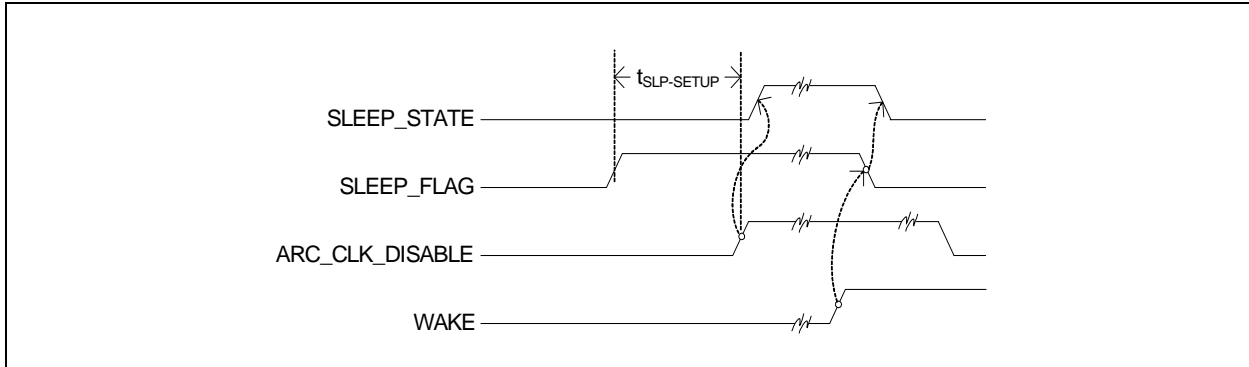 tSLP-SETUP
SLEEP_STATE
SLEEP_FLAG
ARC_CLK_DISABLE
WAKE